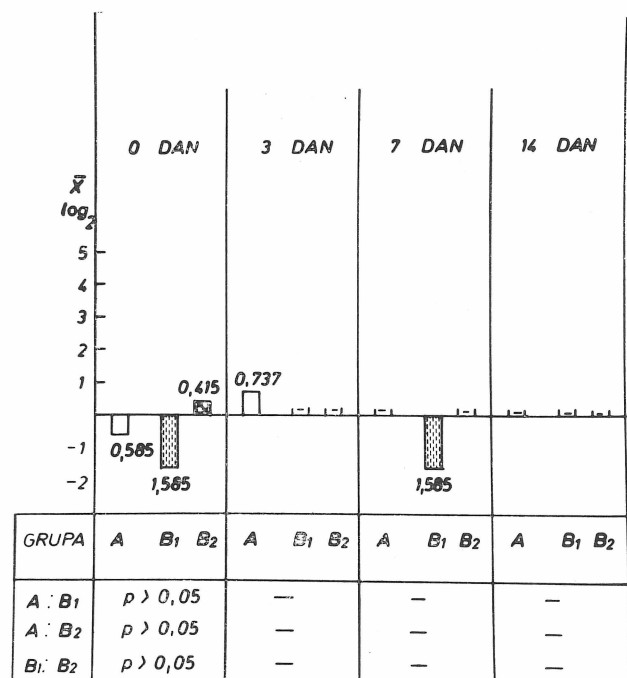 0 DAN 3 DAN 7 DAN 14 DAN
X̄
log₂
5
4
3
2
1
-1
-2
0,585 1,585 0,415 0,737 1,585
GRUPA A B₁ B₂ A B₁ B₂ A B₁ B₂ A B₁ B₂
A : B₁ p > 0,05 — — —
A : B₂ p > 0,05 — — —
B₁ : B₂ p > 0,05 — — —